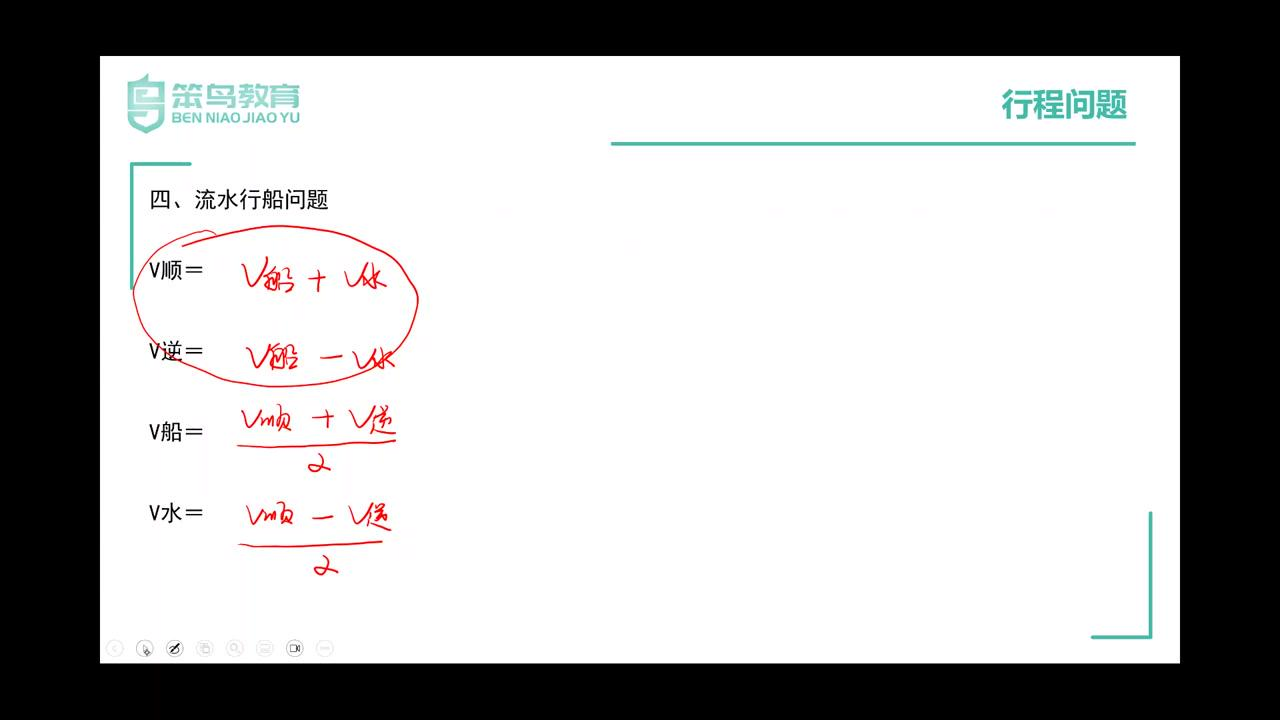 笨鸟教育
BEN NIAO JIAO YU
行程问题
四、流水行船问题
V顺= V船 + V水
V逆= V船 - V水
V船= V顺 + V逆
2
V水= V顺 - V逆
2